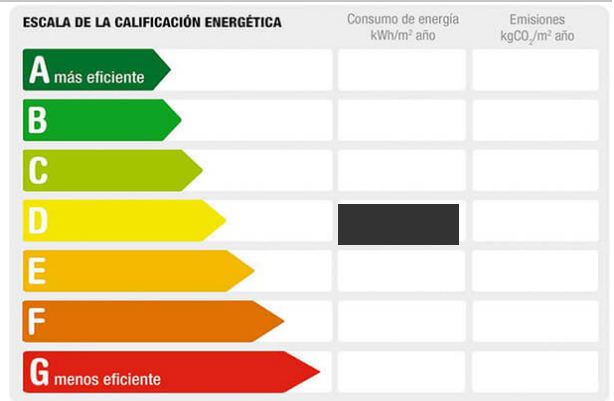 ESCALA DE LA CALIFICACIÓN ENERGÉTICA
Consumo de energía
kWh/m² año
Emisiones
kgCO₂/m² año
A más eficiente
B
C
D
E
F
G menos eficiente